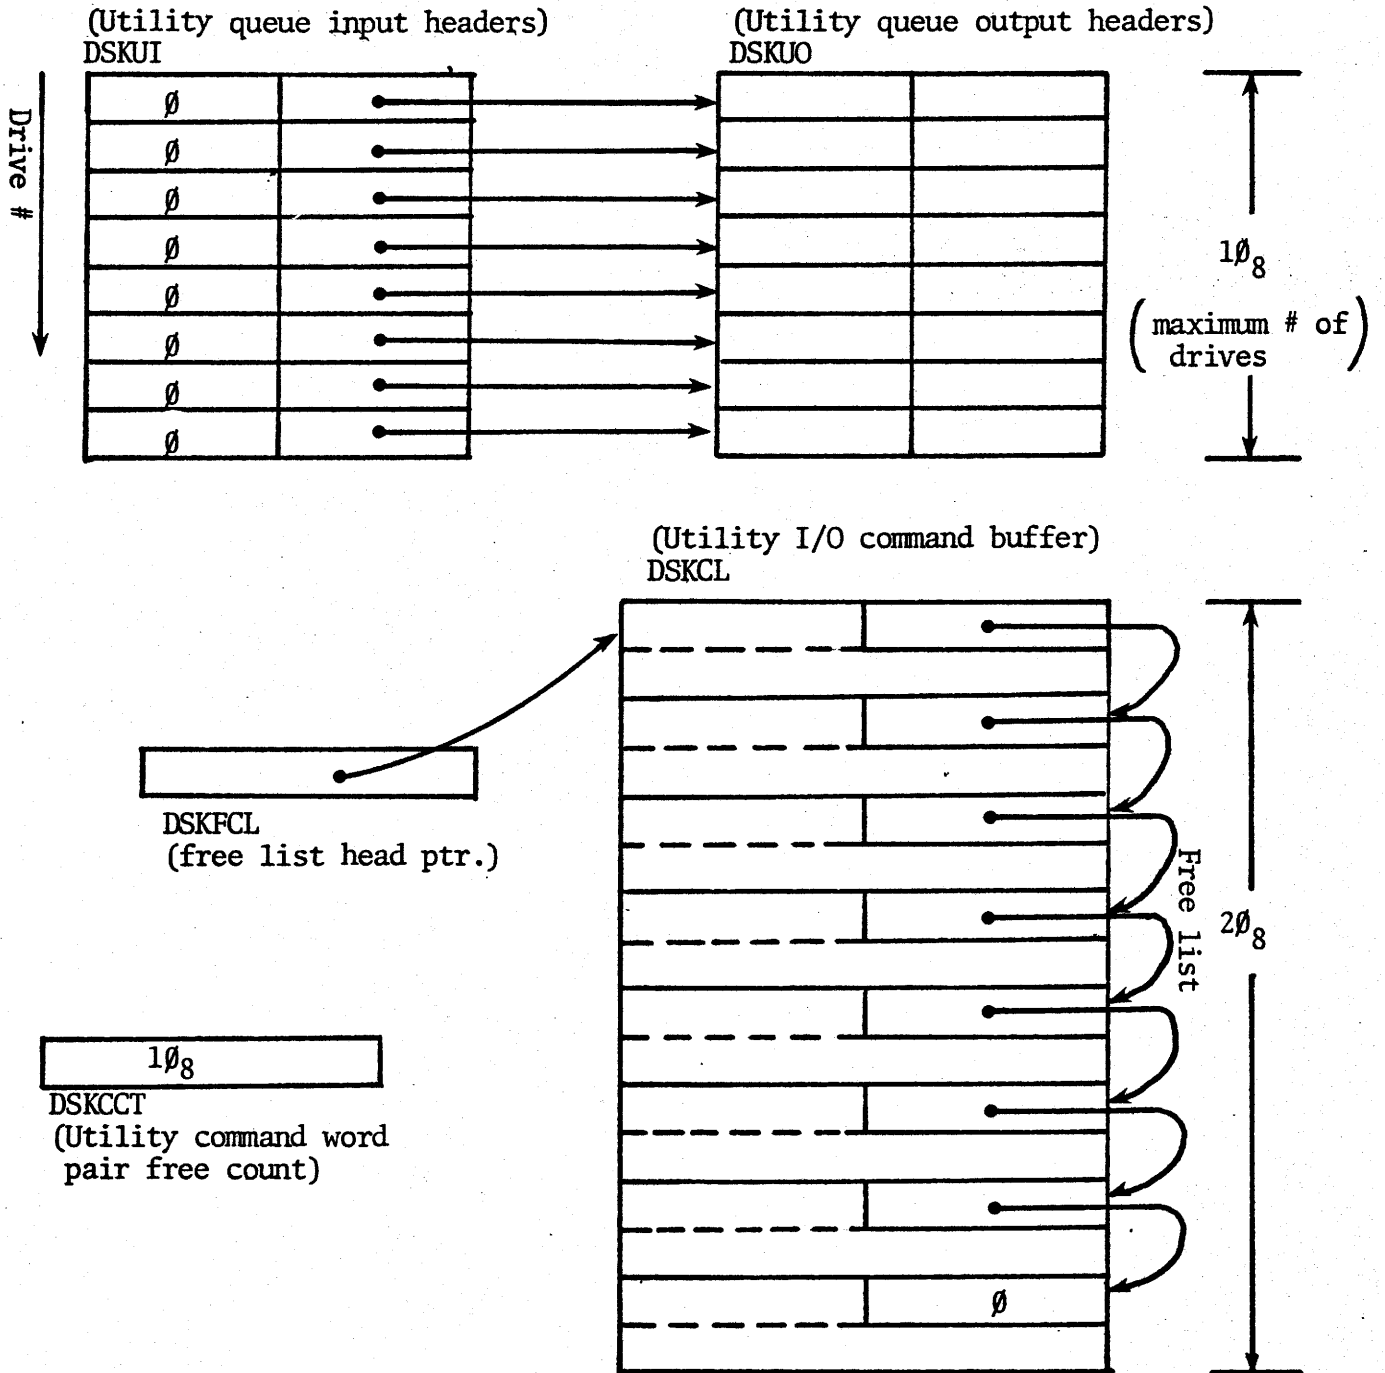 (Utility queue input headers)
DSKUI
(Utility queue output headers)
DSKUO
Drive #
Ø
Ø
Ø
Ø
Ø
Ø
Ø
Ø
1Ø₈
(maximum # of
drives)
(Utility I/O command buffer)
DSKCL
DSKFCL
(free list head ptr.)
Free list
2Ø₈
1Ø₈
DSKCCT
(Utility command word
pair free count)
Ø